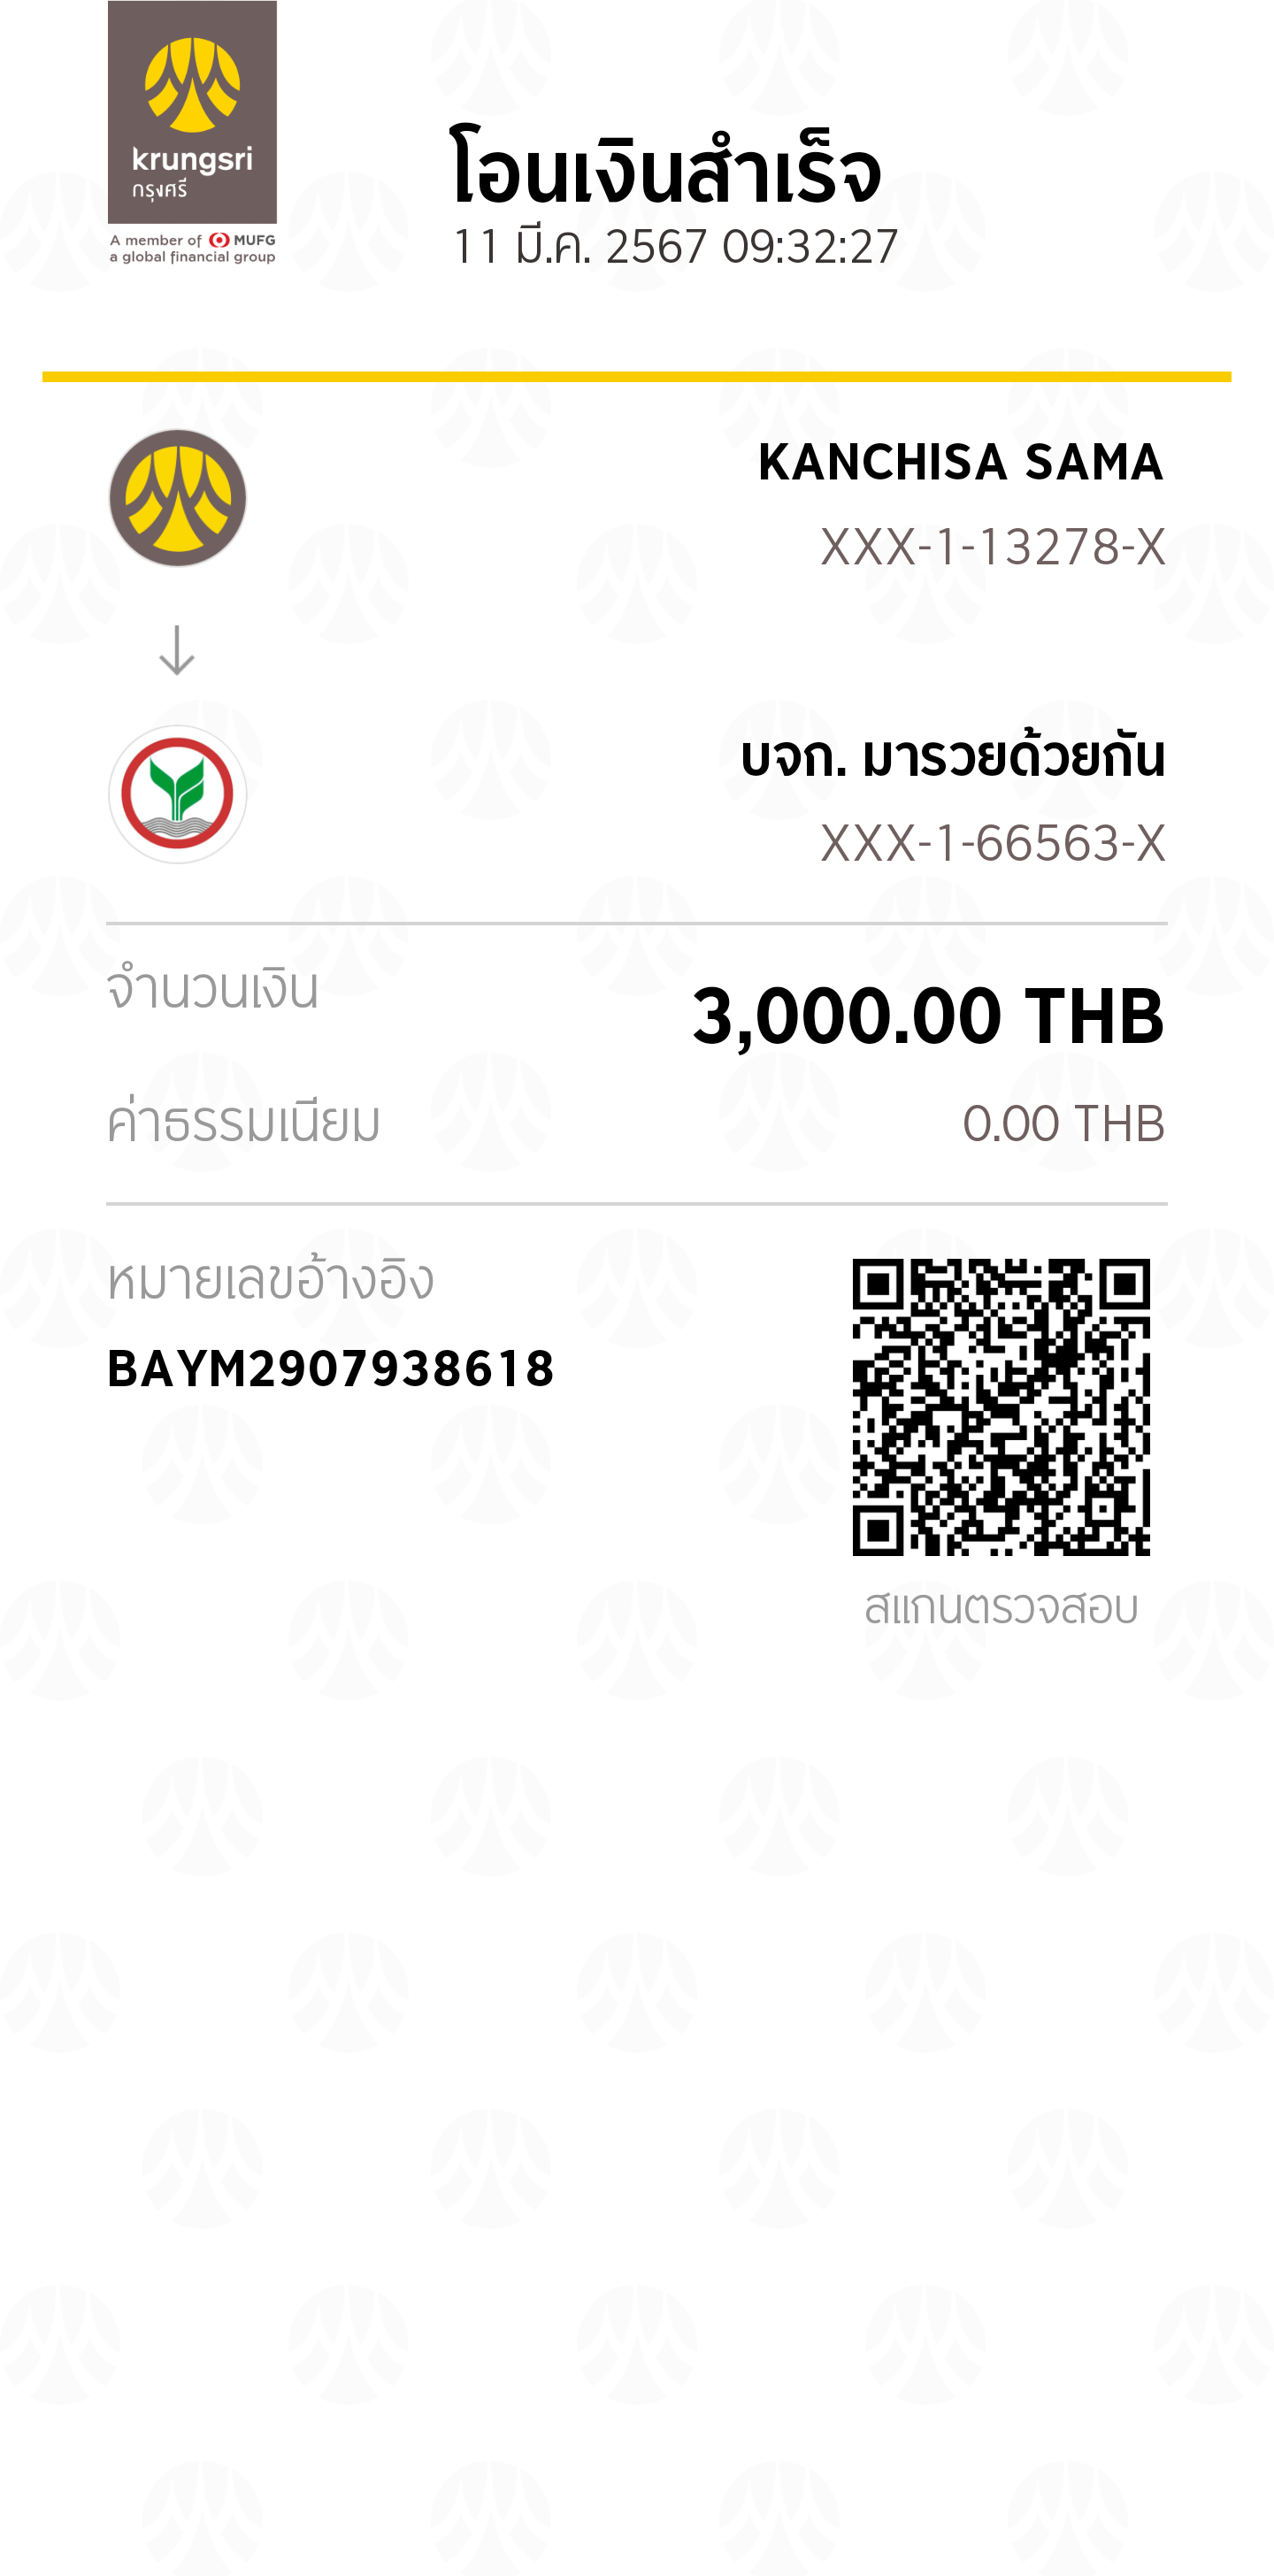 krungsri
กรุงศรี
A member of MUFG
a global financial group
โอนเงินสำเร็จ
11 มี.ค. 2567 09:32:27
KANCHISA SAMA
XXX-1-13278-X
บจก. มารวยด้วยกัน
XXX-1-66563-X
จำนวนเงิน
3,000.00 THB
ค่าธรรมเนียม
0.00 THB
หมายเลขอ้างอิง
BAYM2907938618
สแกนตรวจสอบ